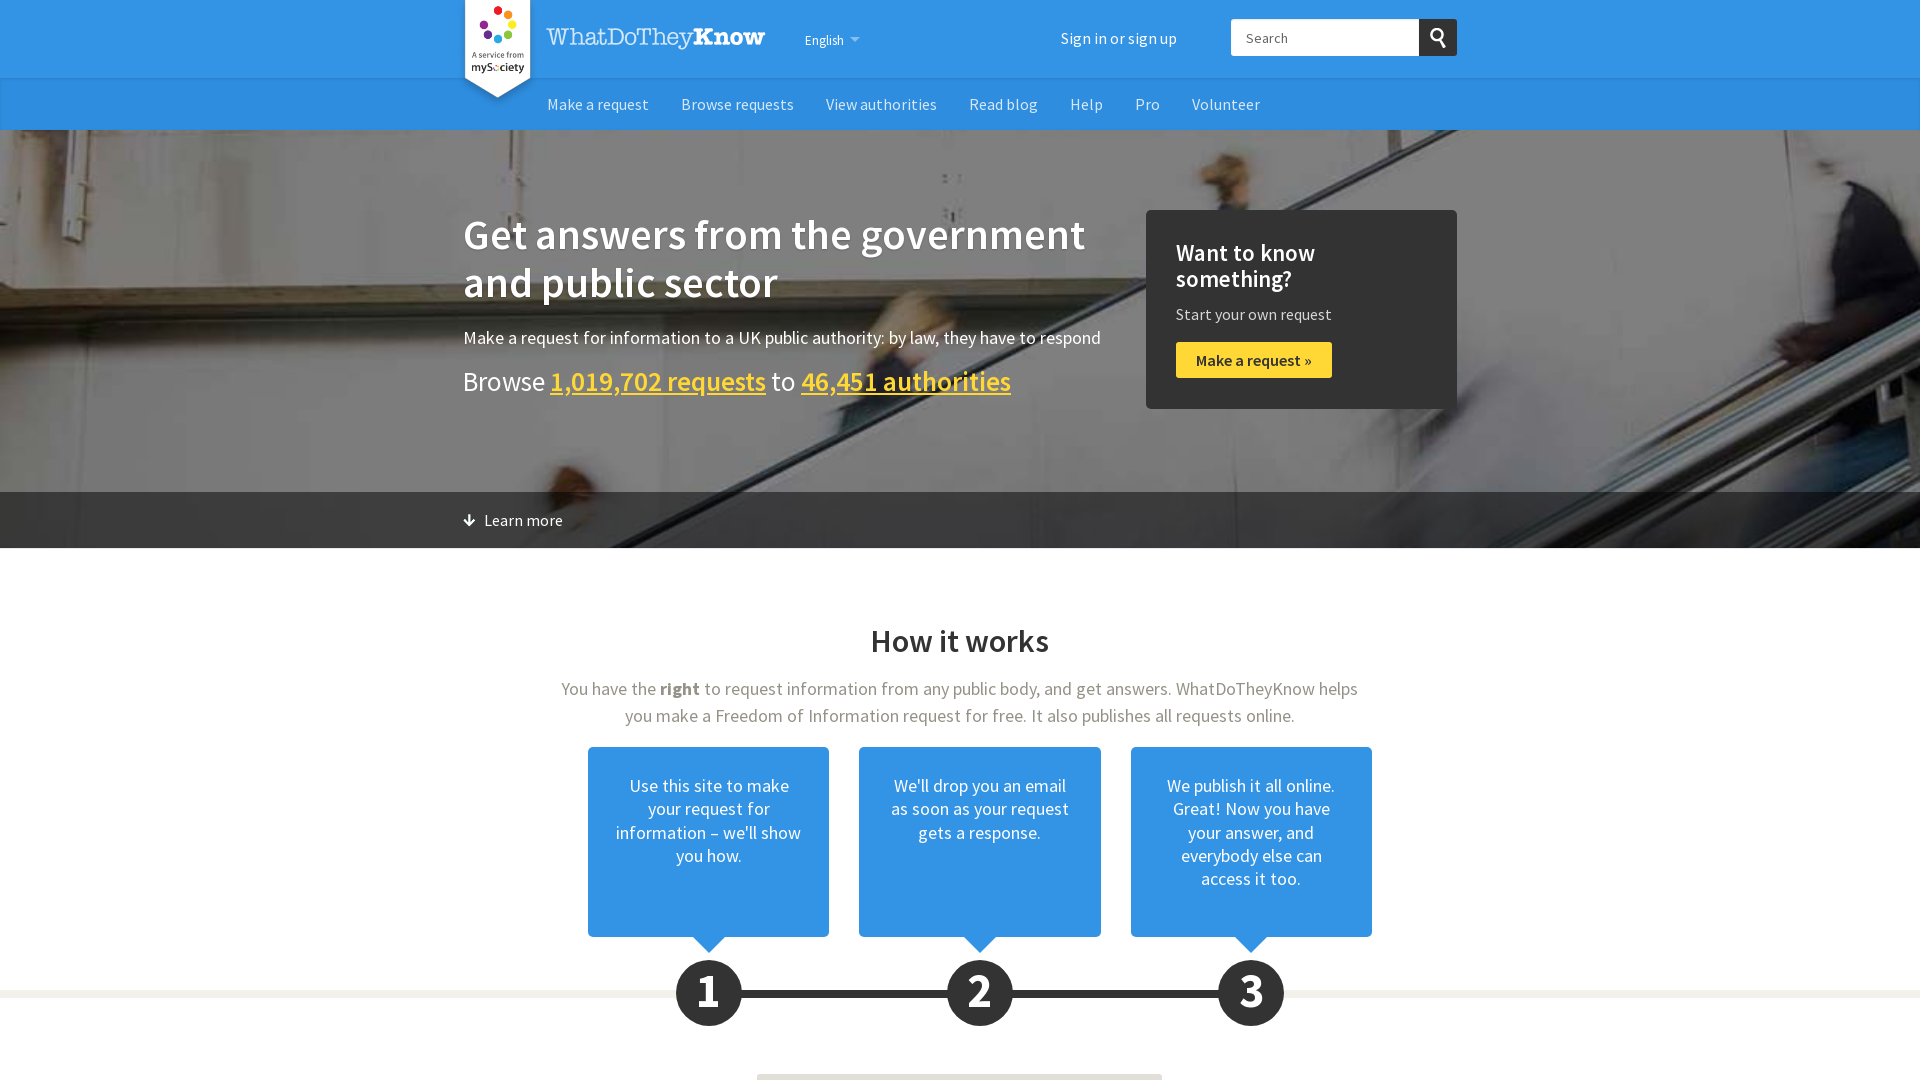 A service from
mySociety
WhatDoTheyKnow
English
Sign in or sign up
Search
Make a request
Browse requests
View authorities
Read blog
Help
Pro
Volunteer
Get answers from the government
and public sector
Make a request for information to a UK public authority: by law, they have to respond
Browse 1,019,702 requests to 46,451 authorities
Want to know
something?
Start your own request
Make a request »
Learn more
How it works
You have the right to request information from any public body, and get answers. WhatDoTheyKnow helps
you make a Freedom of Information request for free. It also publishes all requests online.
Use this site to make
your request for
information – we'll show
you how.
We'll drop you an email
as soon as your request
gets a response.
We publish it all online.
Great! Now you have
your answer, and
everybody else can
access it too.
1
2
3